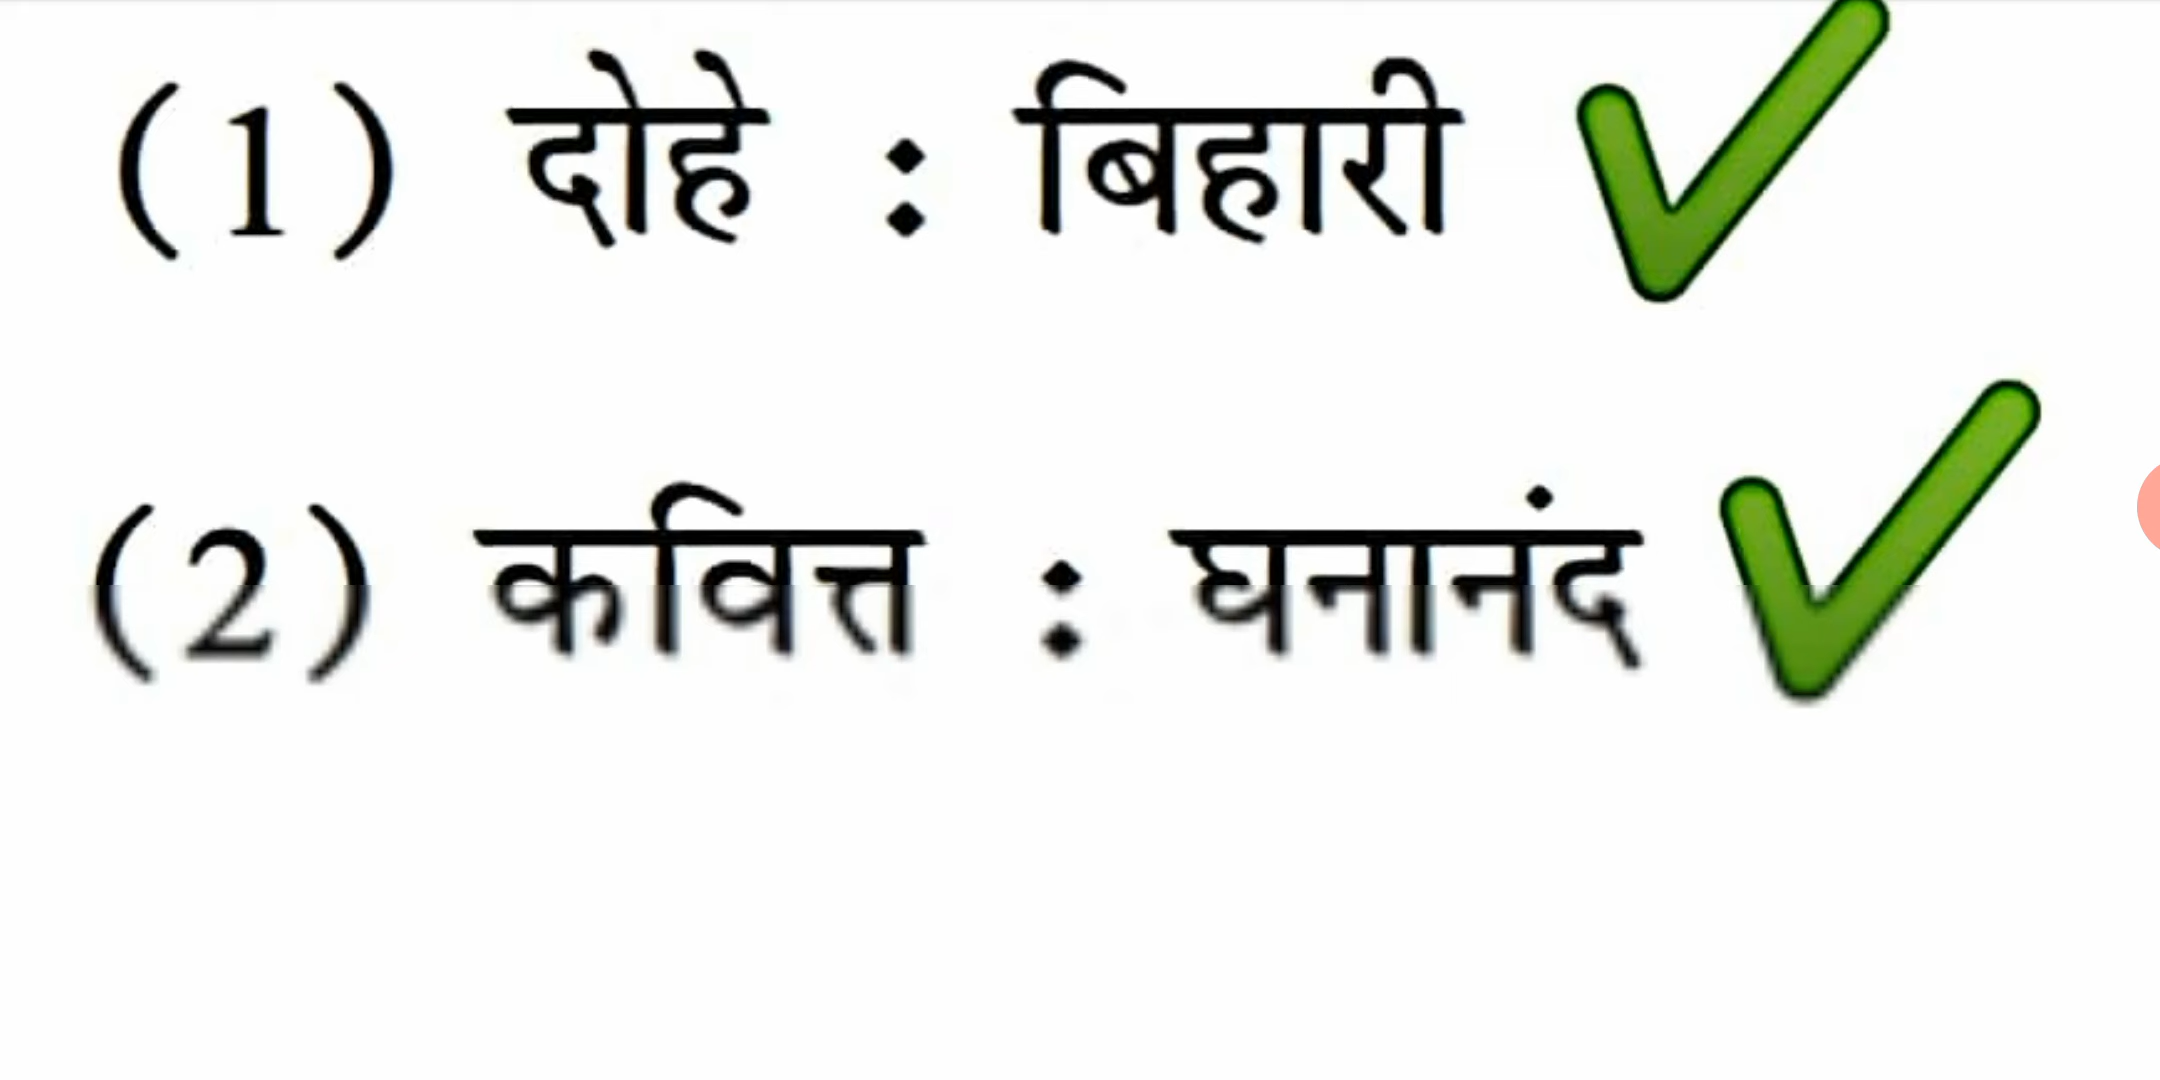 (1) दोहे : बिहारी
(2) कवित्त : घनानंद